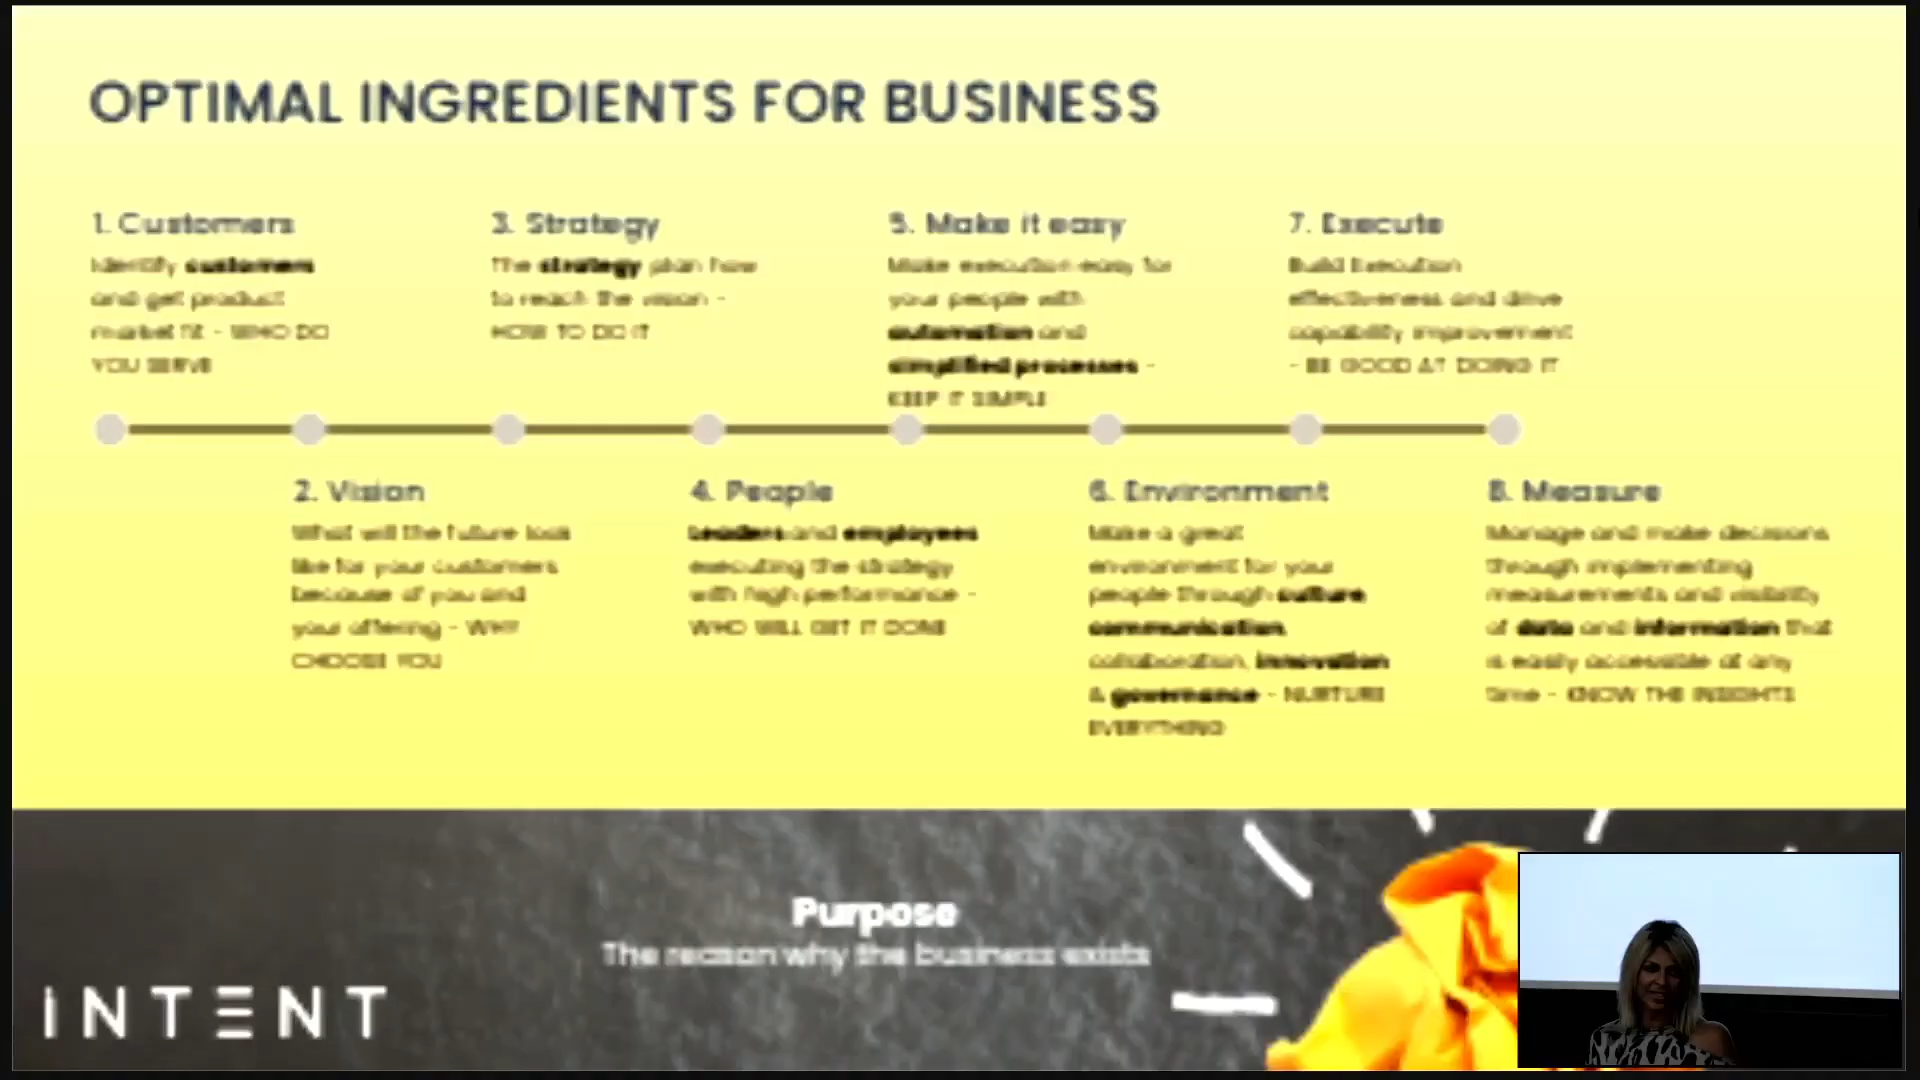 OPTIMAL INGREDIENTS FOR BUSINESS
1. Customers
Identify customers
and get product
market fit - WHO DO
YOU SERVE
2. Vision
What will the future look
like for your customers
because of you and
your offering - WHY
CHOOSE YOU
3. Strategy
The strategy plan how
to reach the vision -
HOW TO DO IT
4. People
Leaders and employees
executing the strategy
with high performance -
WHO WILL GET IT DONE
5. Make it easy
Make execution easy for
your people with
automation and
simplified processes -
KEEP IT SIMPLE
6. Environment
Make a great
environment for your
people through culture,
communication,
collaboration, innovation
& governance - NURTURE
EVERYTHING
7. Execute
Build Execution
effectiveness and drive
capability improvement
- BE GOOD AT DOING IT
8. Measure
Manage and make decisions
through implementing
measurements and visibility
of data and information that
is easily accessible at any
time - KNOW THE INSIGHTS
Purpose
The reason why the business exists
INTENT